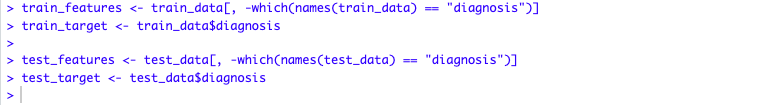 > train_features <- train_data[, -which(names(train_data) == "diagnosis")]
> train_target <- train_data$diagnosis
>
> test_features <- test_data[, -which(names(test_data) == "diagnosis")]
> test_target <- test_data$diagnosis
>